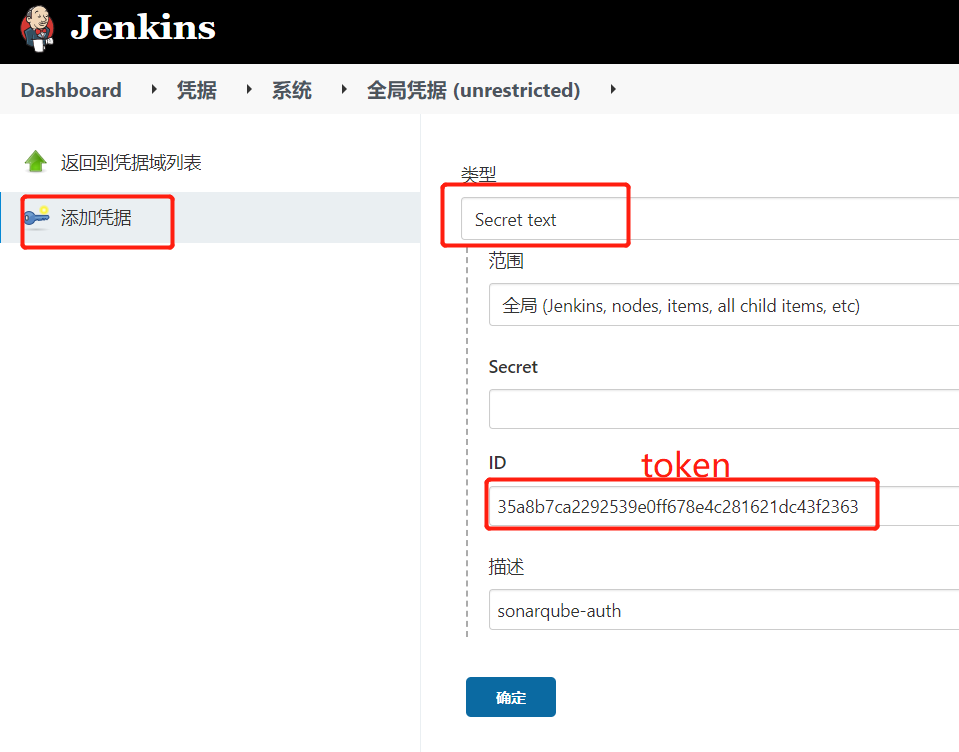 Jenkins
Dashboard 凭据 系统 全局凭据 (unrestricted)
返回到凭据域列表
添加凭据
类型
Secret text
范围
全局 (Jenkins, nodes, items, all child items, etc)
Secret
ID
token
35a8b7ca2292539e0ff678e4c281621dc43f2363
描述
sonarqube-auth
确定